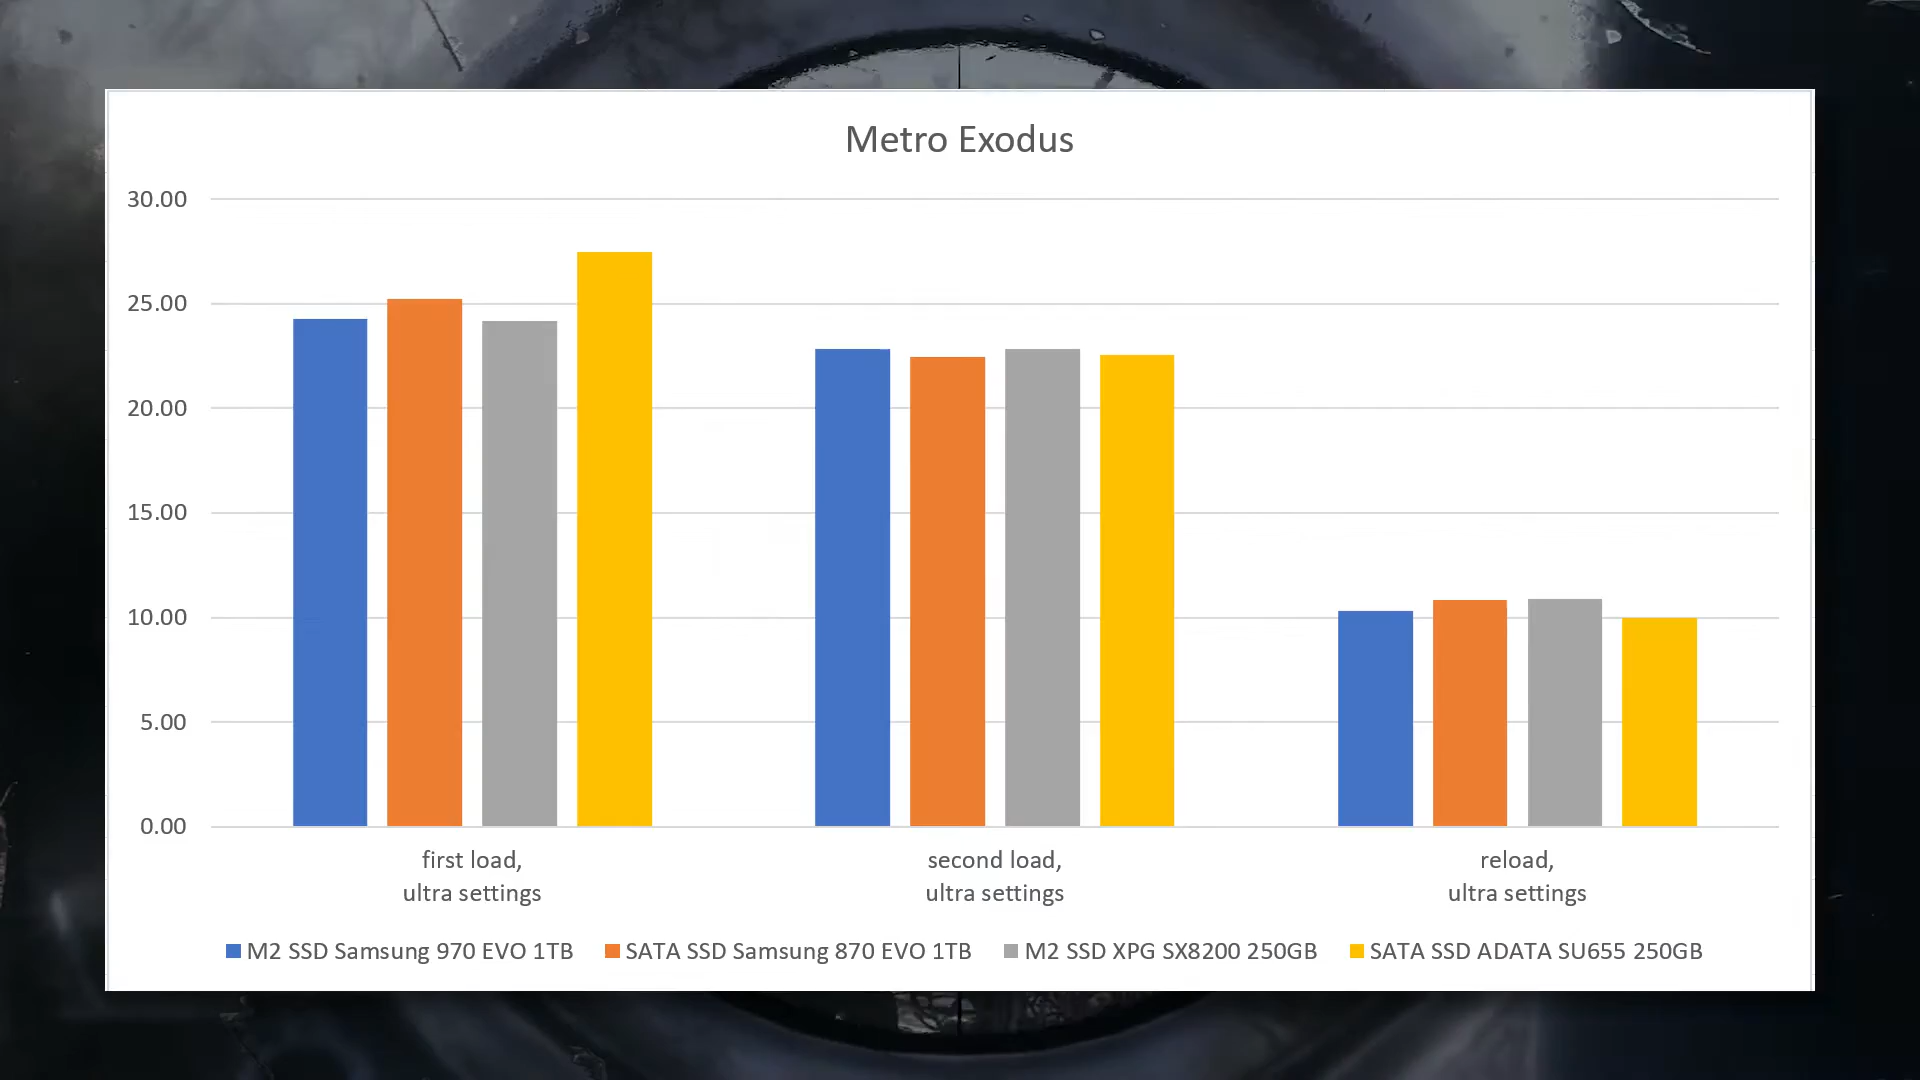 Metro Exodus
30.00
25.00
20.00
15.00
10.00
5.00
0.00
first load,
ultra settings
second load,
ultra settings
reload,
ultra settings
M2 SSD Samsung 970 EVO 1TB
SATA SSD Samsung 870 EVO 1TB
M2 SSD XPG SX8200 250GB
SATA SSD ADATA SU655 250GB